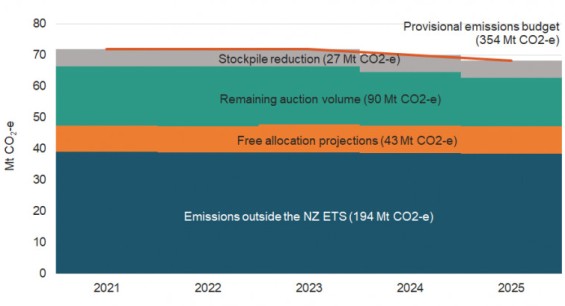 80
70
60
50
40
30
20
10
0
Mt CO₂-e
Provisional emissions budget
(354 Mt CO2-e)
Stockpile reduction (27 Mt CO2-e)
Remaining auction volume (90 Mt CO2-e)
Free allocation projections (43 Mt CO2-e)
Emissions outside the NZ ETS (194 Mt CO2-e)
2021
2022
2023
2024
2025